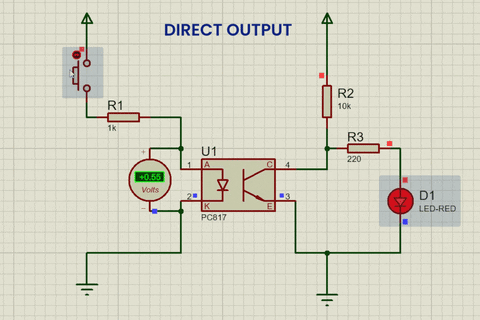 DIRECT OUTPUT
R1
1k
+0.55
Volts
U1
1
A
C
4
2
K
E
3
PC817
R2
10k
R3
220
D1
LED-RED